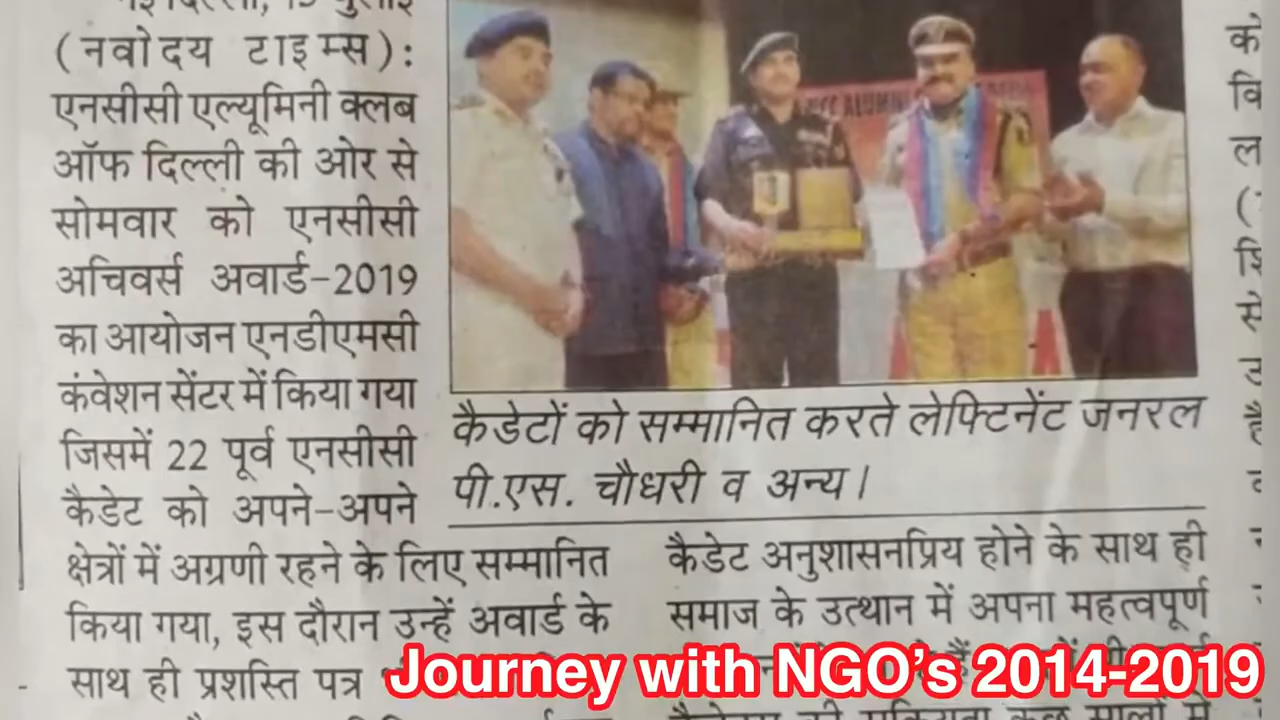 (नवोदय टाइम्स):
एनसीसी एल्यूमिनी क्लब
ऑफ दिल्ली की ओर से
सोमवार को एनसीसी
अचिवर्स अवार्ड-2019
का आयोजन एनडीएमसी
कंवेशन सेंटर में किया गया
जिसमें 22 पूर्व एनसीसी
कैडेट को अपने-अपने
क्षेत्रों में अग्रणी रहने के लिए सम्मानित
किया गया, इस दौरान उन्हें अवार्ड के
साथ ही प्रशस्ति पत्र
ALUMNI
कैडेटों को सम्मानित करते लेफ्टिनेंट जनरल
पी.एस. चौधरी व अन्य।
कैडेट अनुशासनप्रिय होने के साथ ही
समाज के उत्थान में अपना महत्वपूर्ण
Journey with NGO's 2014-2019